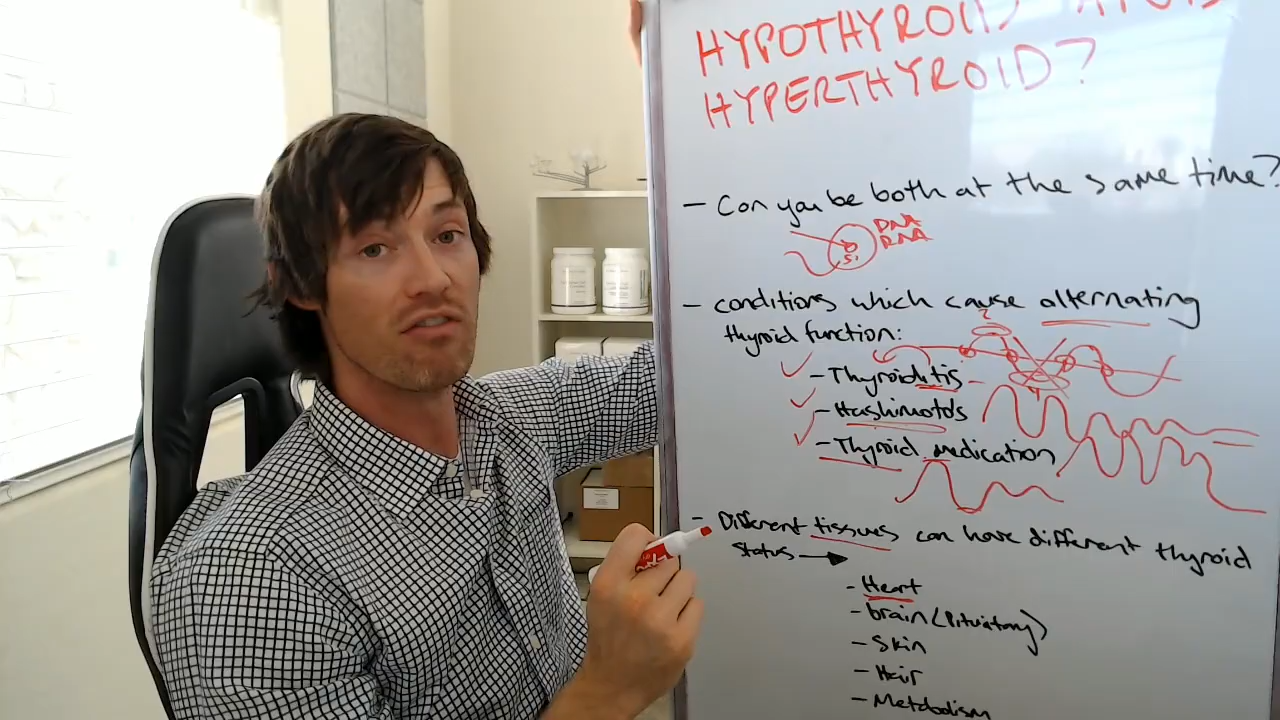 HYPOTHYROID
HYPERTHYROID?
- Can you be both at the same time?
DNA
RNA
- conditions which cause alternating
thyroid function:
- Thyroiditis -
- Hashimoto's
- Thyroid medication
- Different tissues can have different thyroid
status
- Heart
- brain (Pituiatary)
- Skin
- Hair
- Metabolism